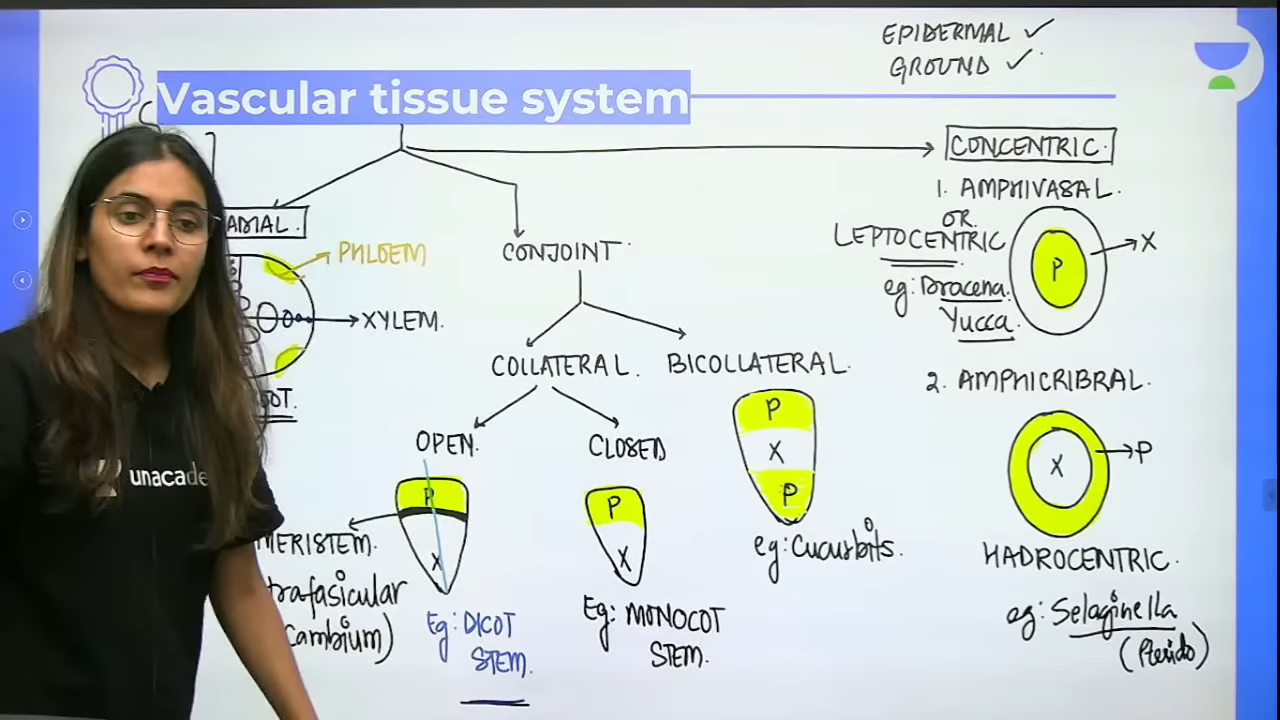 EPIDERMAL ✓
GROUND ✓
Vascular tissue system
CONCENTRIC.
1. AMPHIVASAL.
OR
LEPTOCENTRIC
P
X
eg: Dracena
Yucca.
ADIAL.
PHLOEM
XYLEM.
OT.
CONJOINT.
COLLATERAL.
BICOLLATERAL.
P
X
P
eg: Cucurbits.
2. AMPHICRIBRAL.
X
P
HADROCENTRIC.
eg: Selaginella
(Pterido)
OPEN.
P
X
MERISTEM.
trafasicular
cambium)
Eg: DICOT
STEM.
CLOSED
P
X
Eg: MONOCOT
STEM.
unacade